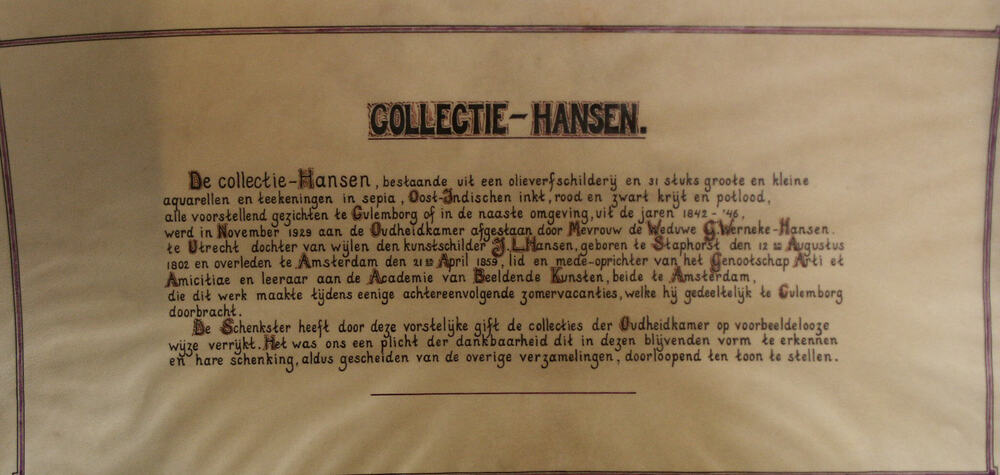 COLLECTIE-HANSEN.
De collectie-Hansen, bestaande uit een olieverfschilderij en 31 stuks groote en kleine
aquarellen en teekeningen in sepia, Oost-Indischen inkt, rood en zwart krijt en potlood,
alle voorstellend gezichten te Culemborg of in de naaste omgeving, uit de jaren 1842-'46,
werd in November 1929 aan de Oudheidkamer afgestaan door Mevrouw de Weduwe G. Werneke-Hansen.
te Utrecht dochter van wijlen den kunstschilder J.L.Hansen, geboren te Staphorst den 12en Augustus
1802 en overleden te Amsterdam den 21en April 1859, lid en mede-oprichter van het Genootschap Arti et
Amicitiae en leeraar aan de Academie van Beeldende Kunsten, beide te Amsterdam,
die dit werk maakte tijdens eenige achtereenvolgende zomervacanties, welke hij gedeeltelijk te Culemborg
doorbracht.
De Schenkster heeft door deze vorstelijke gift de collecties der Oudheidkamer op voorbeeldelooze
wijze verrijkt. Het was ons een plicht der dankbaarheid dit in dezen blijvenden vorm te erkennen
en hare schenking, aldus gescheiden van de overige verzamelingen, doorloopend ten toon te stellen.